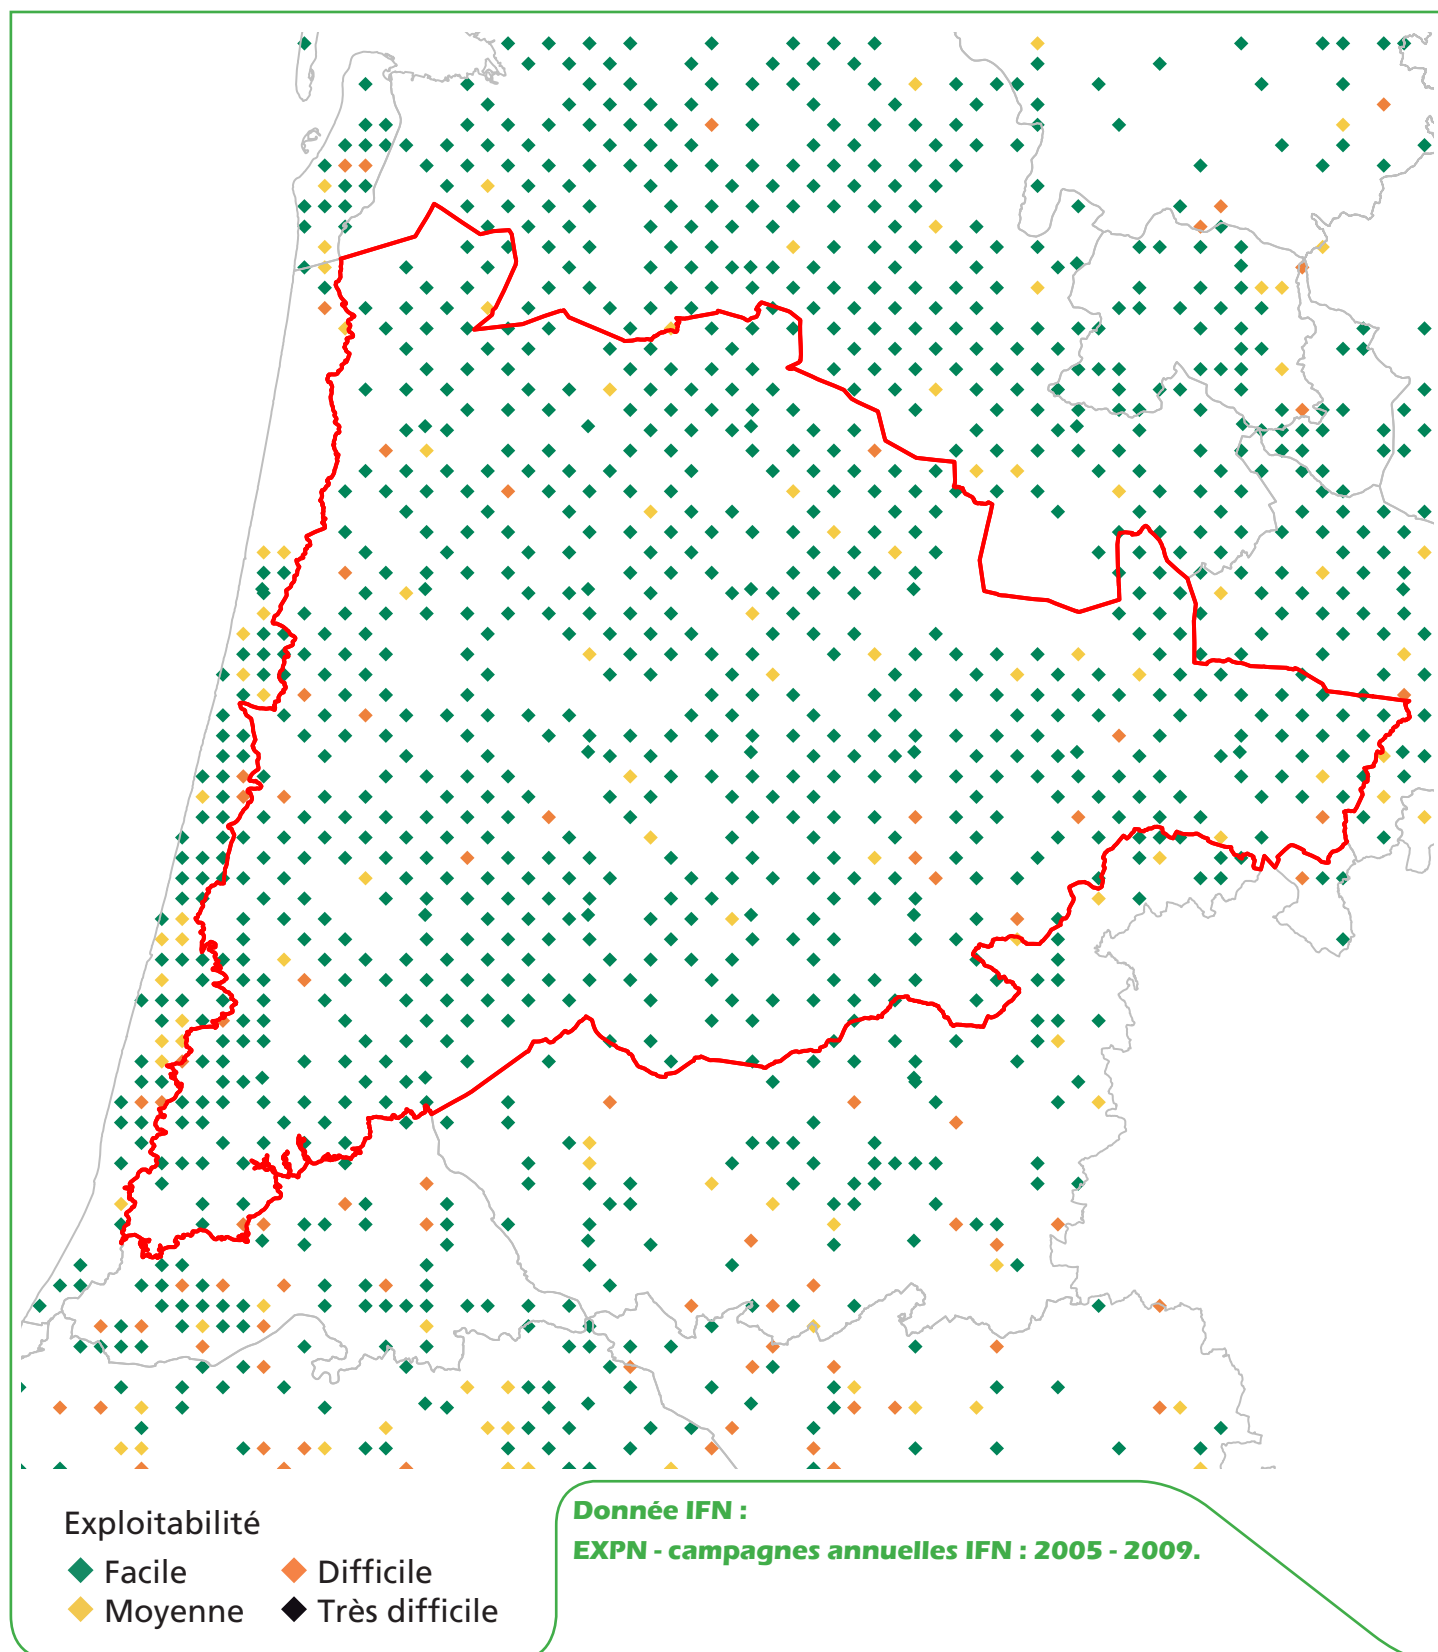 Exploitabilité
Facile
Difficile
Moyenne
Très difficile
Donnée IFN :
EXPN - campagnes annuelles IFN : 2005 - 2009.